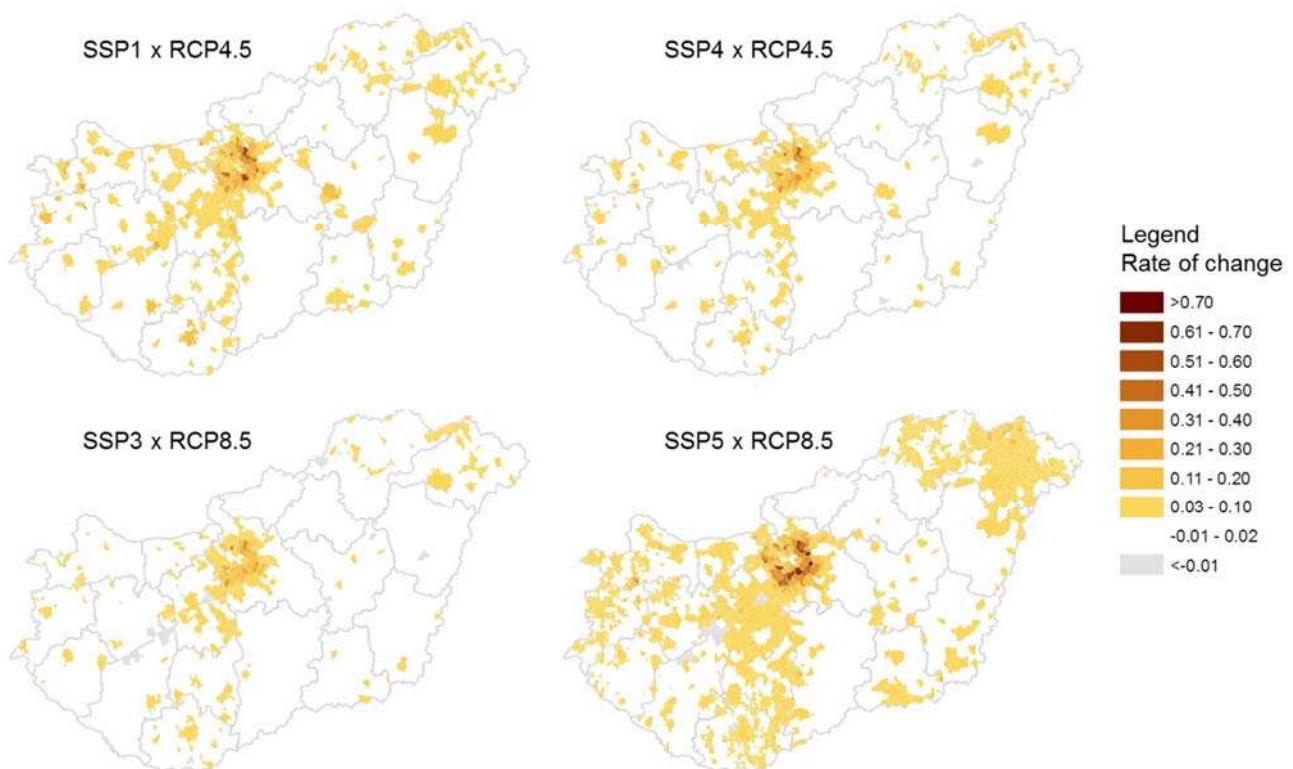 SSP1 x RCP4.5
SSP4 x RCP4.5
SSP3 x RCP8.5
SSP5 x RCP8.5
Legend
Rate of change
>0.70
0.61 - 0.70
0.51 - 0.60
0.41 - 0.50
0.31 - 0.40
0.21 - 0.30
0.11 - 0.20
0.03 - 0.10
-0.01 - 0.02
<-0.01